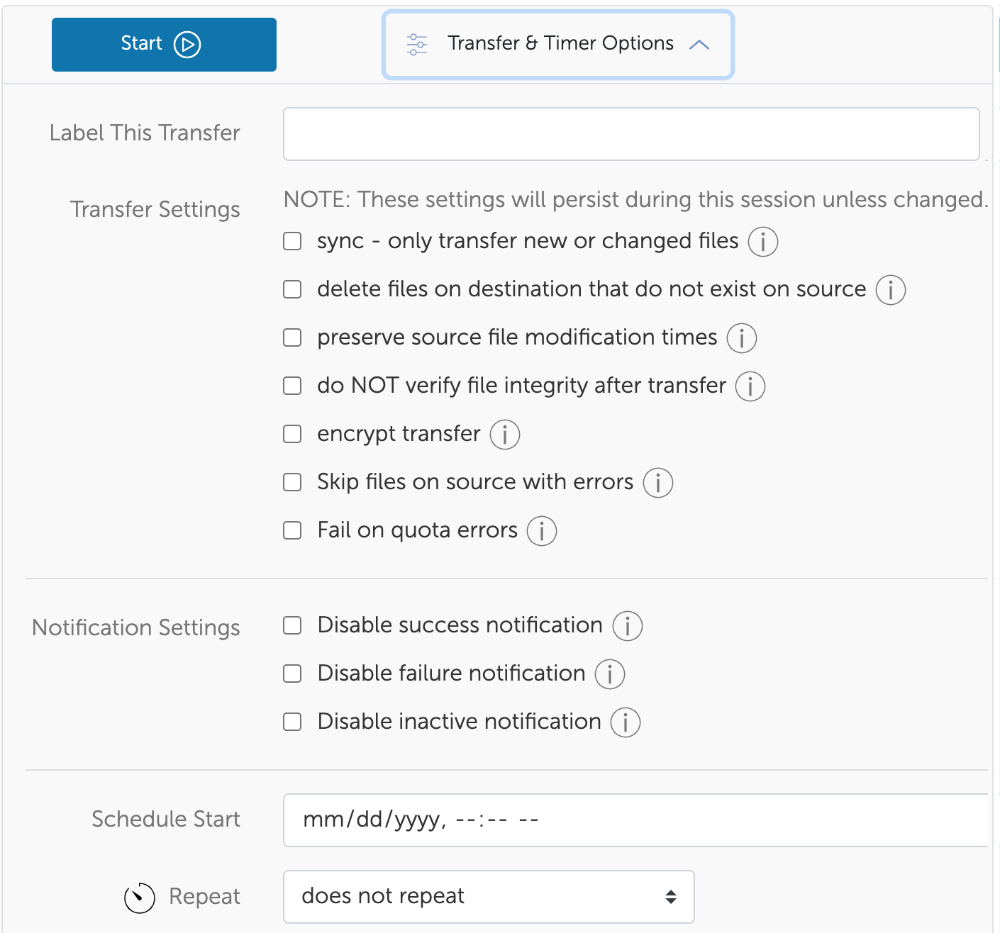 Start
Transfer & Timer Options
Label This Transfer
Transfer Settings
NOTE: These settings will persist during this session unless changed.
sync - only transfer new or changed files
delete files on destination that do not exist on source
preserve source file modification times
do NOT verify file integrity after transfer
encrypt transfer
Skip files on source with errors
Fail on quota errors
Notification Settings
Disable success notification
Disable failure notification
Disable inactive notification
Schedule Start
mm/dd/yyyy, --:-- --
Repeat
does not repeat